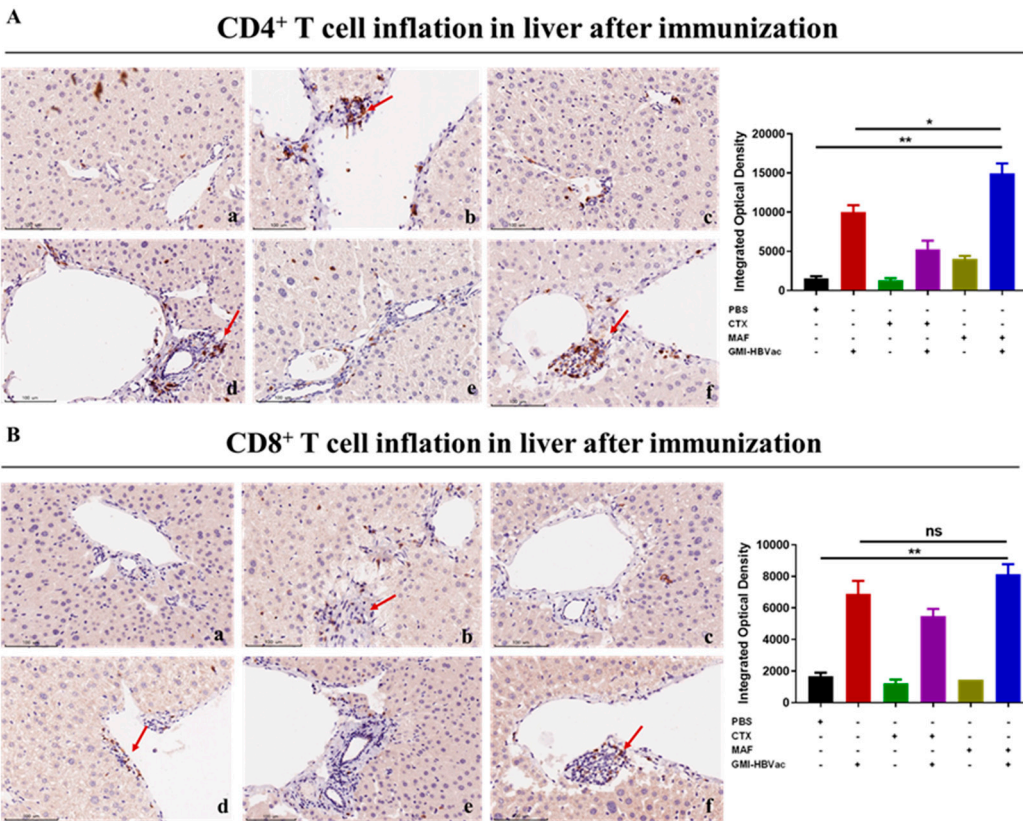 A
CD4+ T cell inflation in liver after immunization
a
b
c
d
e
f
Integrated Optical Density
20000
15000
10000
5000
0
*
**
PBS + - - - - -
CTX - - + + - -
MAF - - - - + +
GMI-HBVac - + - + - +
B
CD8+ T cell inflation in liver after immunization
a
b
c
d
e
f
Integrated Optical Density
10000
8000
6000
4000
2000
0
ns
**
PBS + - - - - -
CTX - - + + - -
MAF - - - - + +
GMI-HBVac - + - + - +